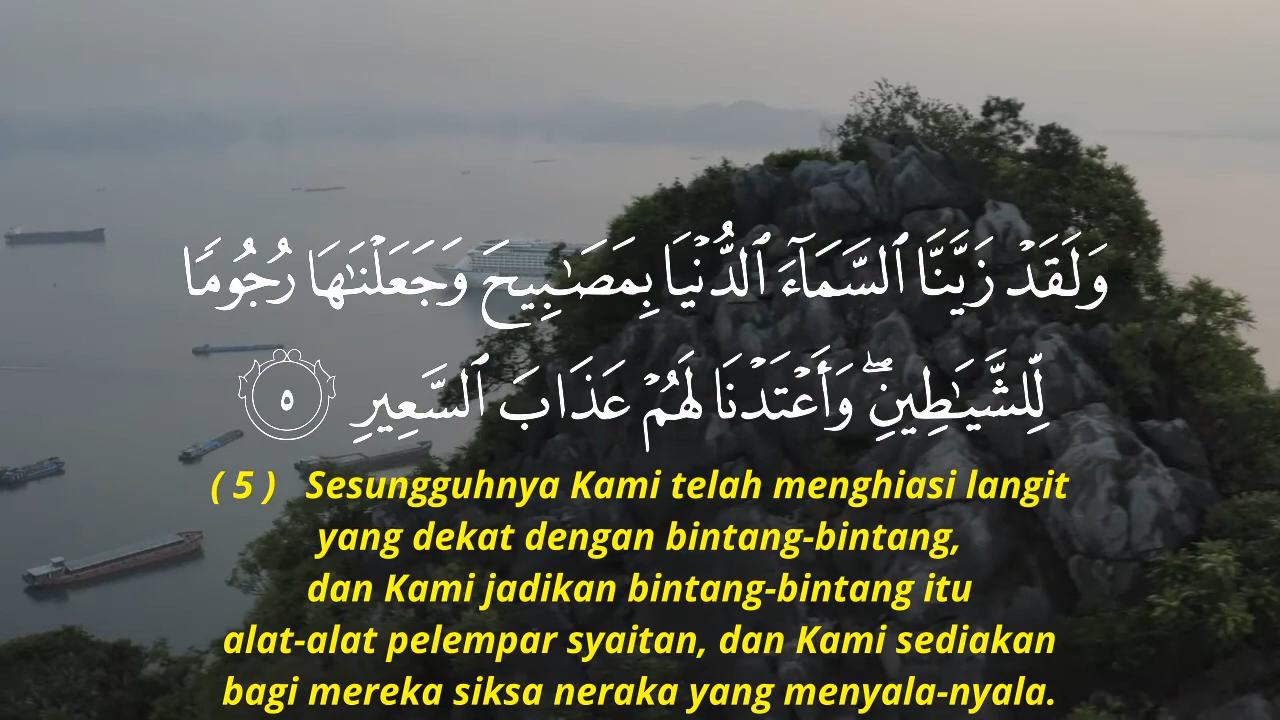 وَلَقَدۡ زَيَّنَّا ٱلسَّمَآءَ ٱلدُّنۡيَا بِمَصَٰبِيحَ وَجَعَلۡنَٰهَا رُجُومٗا
لِّلشَّيَٰطِينِۖ وَأَعۡتَدۡنَا لَهُمۡ عَذَابَ ٱلسَّعِيرِ ٥
( 5 ) Sesungguhnya Kami telah menghiasi langit
yang dekat dengan bintang-bintang,
dan Kami jadikan bintang-bintang itu
alat-alat pelempar syaitan, dan Kami sediakan
bagi mereka siksa neraka yang menyala-nyala.